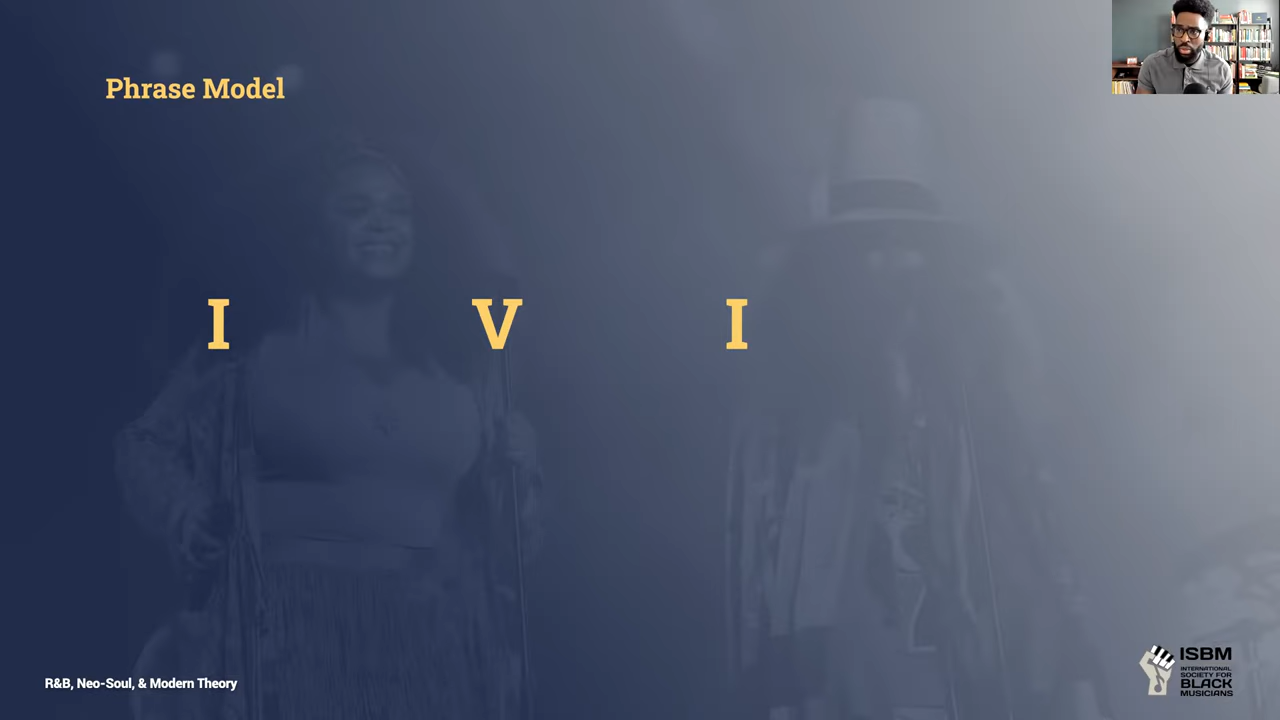 Phrase Model
I V I
R&B, Neo-Soul, & Modern Theory
ISBM
INTERNATIONAL
SOCIETY FOR
BLACK
MUSICIANS